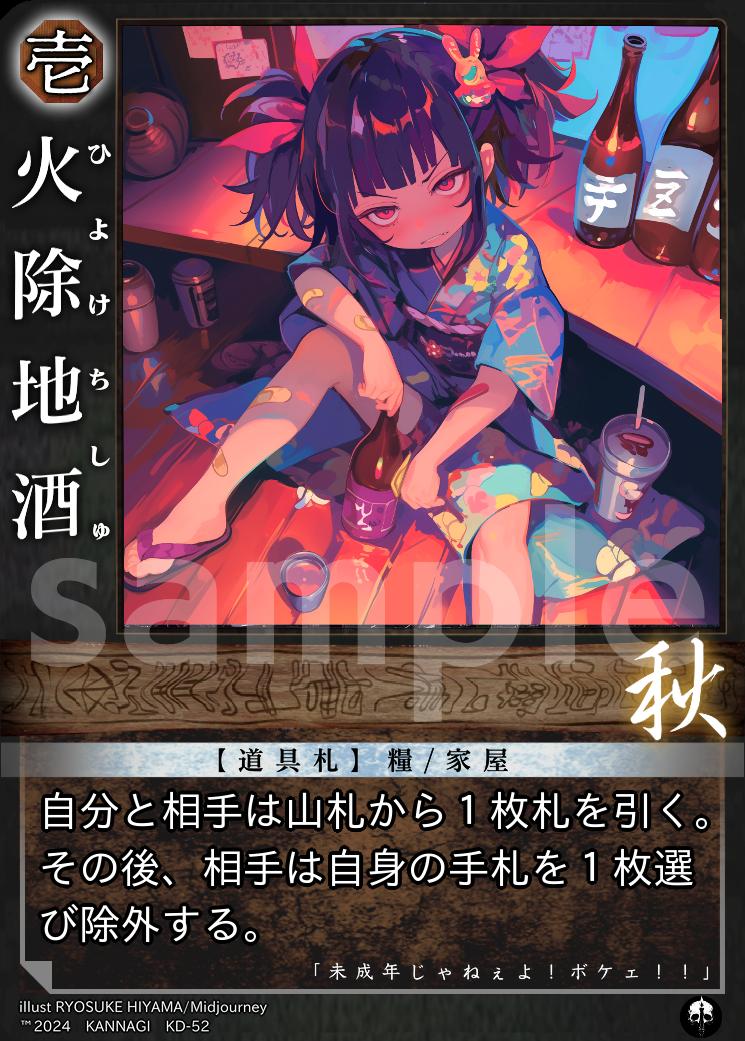 壱
火除地酒
ひよけちしゅ
sample
秋
【道具札】糧/家屋
自分と相手は山札から１枚札を引く。
その後、相手は自身の手札を１枚選
び除外する。
「未成年じゃねぇよ！ボケェ！！」
illust RYOSUKE HIYAMA/Midjourney
™2024 KANNAGI KD-52